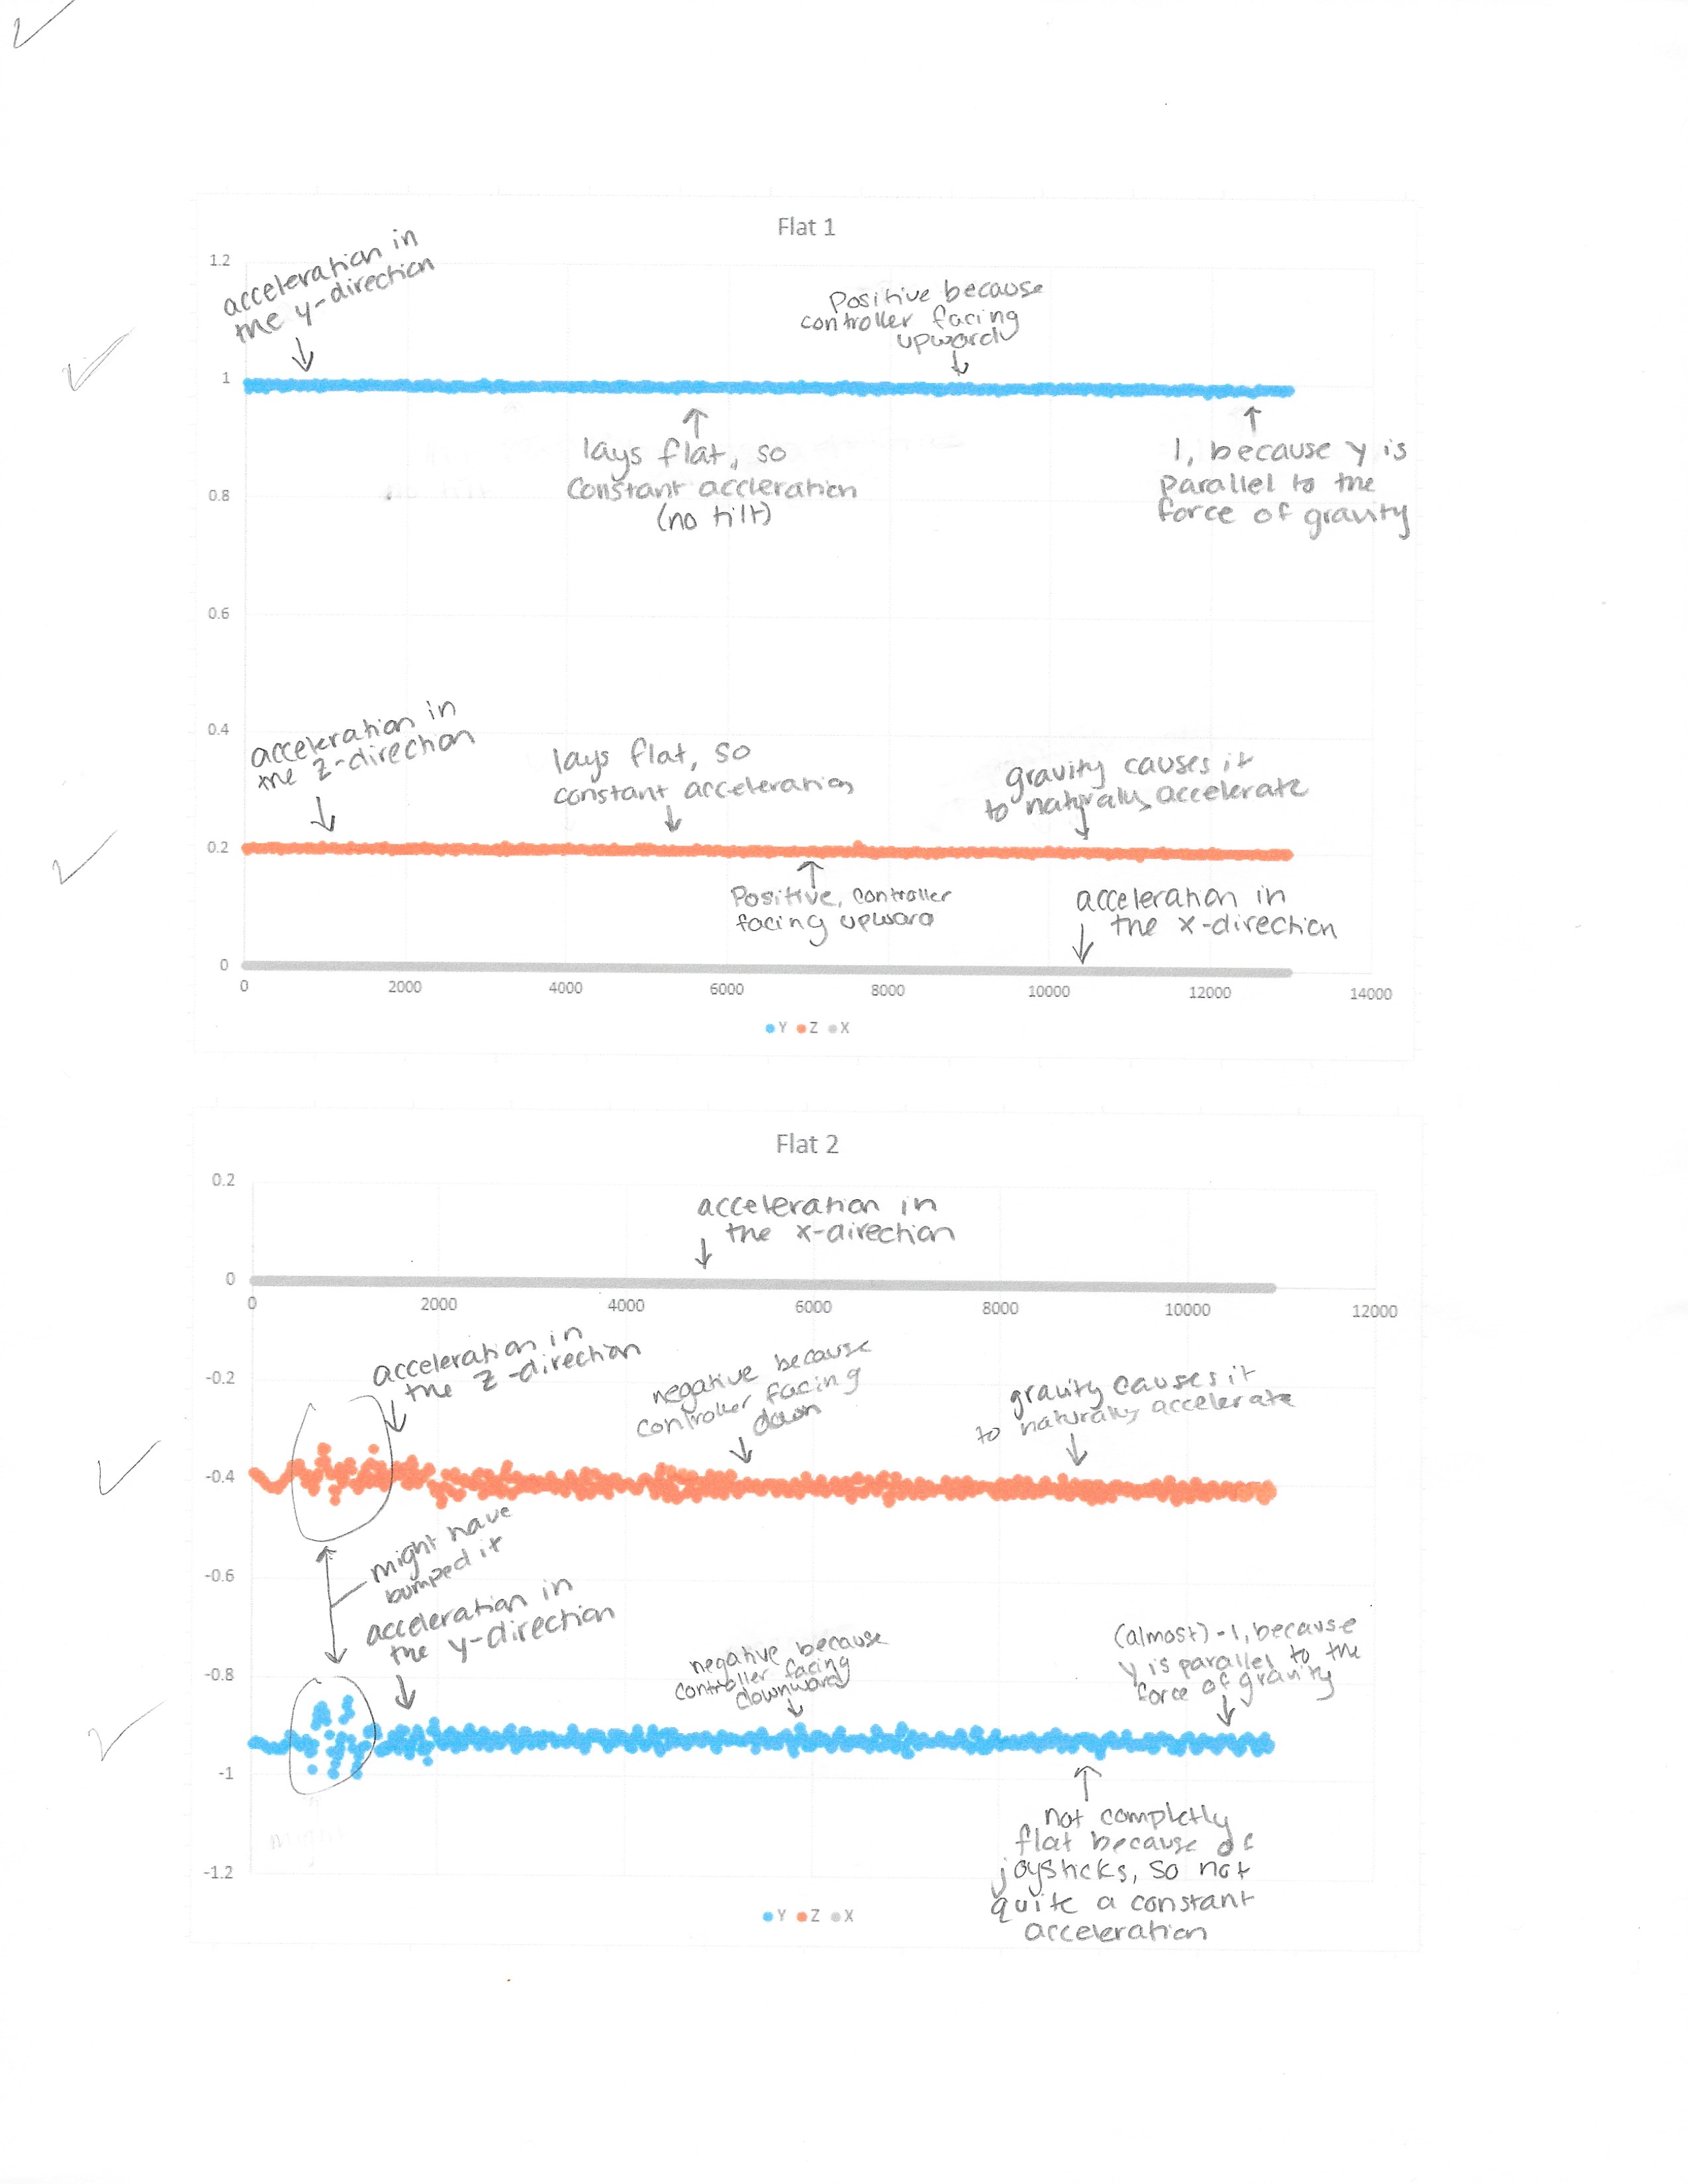 Flat 1
acceleration in
the y-direction
Positive because
controller facing
upward
1.2
1
0.8
0.6
0.4
0.2
0
lays flat, so
constant accleration
(no tilt)
1, because y is
parallel to the
force of gravity
acceleration in
the z-direction
lays flat, so
constant acceleration
gravity causes it
to naturally accelerate
Positive, controller
facing upward
acceleration in
the x-direction
0 2000 4000 6000 8000 10000 12000 14000
Y Z X
Flat 2
0.2
0
-0.2
-0.4
-0.6
-0.8
-1
-1.2
acceleration in
the x-direction
0 2000 4000 6000 8000 10000 12000
acceleration in
the z-direction
negative because
controller facing
down
gravity causes it
to naturally accelerate
might have
bumped it
acceleration in
the y-direction
negative because
controller facing
downward
(almost) -1, because
y is parallel to the
force of gravity
not completly
flat because of
joysticks, so not
quite a constant
acceleration
Y Z X